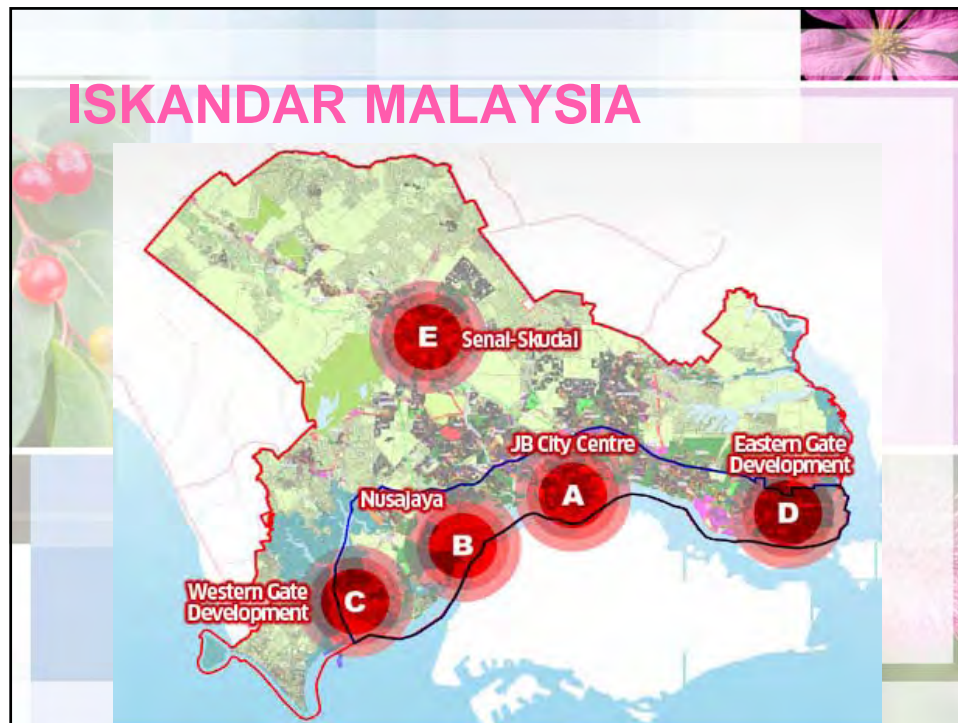 ISKANDAR MALAYSIA
E
Senai-Skudai
JB City Centre
A
Eastern Gate
Development
D
Nusajaya
B
Western Gate
Development
C